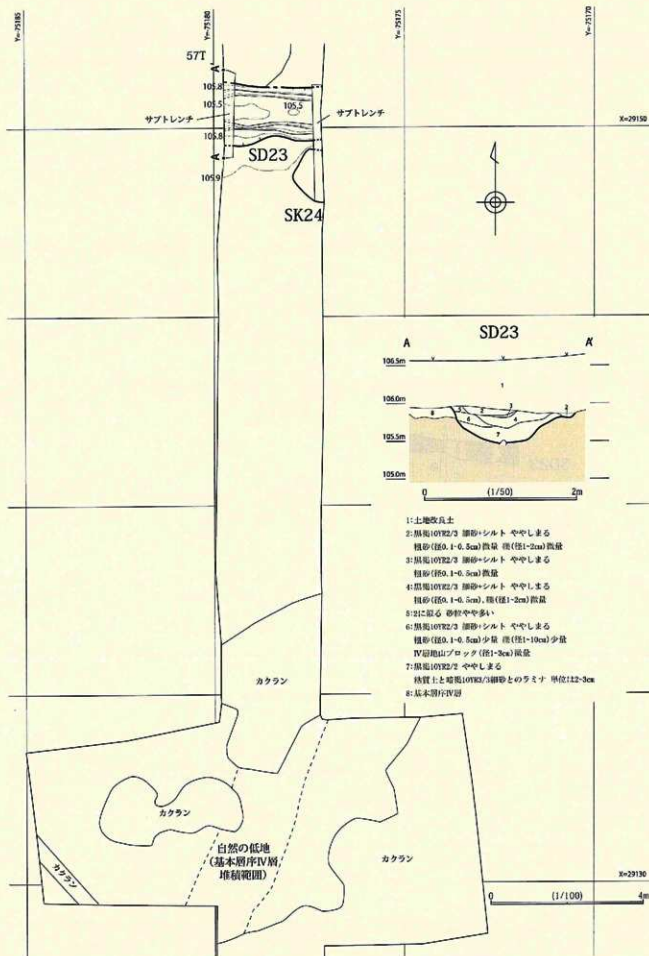 Y=-75185
Y=-75180
Y=-75175
Y=-75170
57T
A'
105.8
105.5
105.5
サブトレンチ
サブトレンチ
105.8
A
SD23
105.9
SK24
X=29150
SD23
A A'
106.5m
1
106.0m
8 5 2 3 4 2
6
7
105.5m
105.0m
0 (1/50) 2m
1:土地改良土
2:黒褐10YR2/3 細砂+シルト ややしまる
粗砂(径0.1-0.5cm)微量 礫(径1-2cm)微量
3:黒褐10YR2/3 細砂+シルト ややしまる
粗砂(径0.1-0.5cm)微量
4:黒褐10YR2/3 細砂+シルト ややしまる
粗砂(径0.1-0.5cm)、礫(径1-2cm)微量
5:2に似る 砂粒やや多い
6:黒褐10YR2/3 細砂+シルト ややしまる
粗砂(径0.1-0.5cm)少量 礫(径1-10cm)少量
IV層地山ブロック(径1-3cm)微量
7:黒褐10YR2/2 ややしまる
粘質土と暗褐10YR3/3細砂とのラミナ 単位は2-3cm
8:基本層序IV層
カクラン
カクラン
カクラン
自然の低地
(基本層序IV層
堆積範囲)
カクラン
X=29130
0 (1/100) 4m